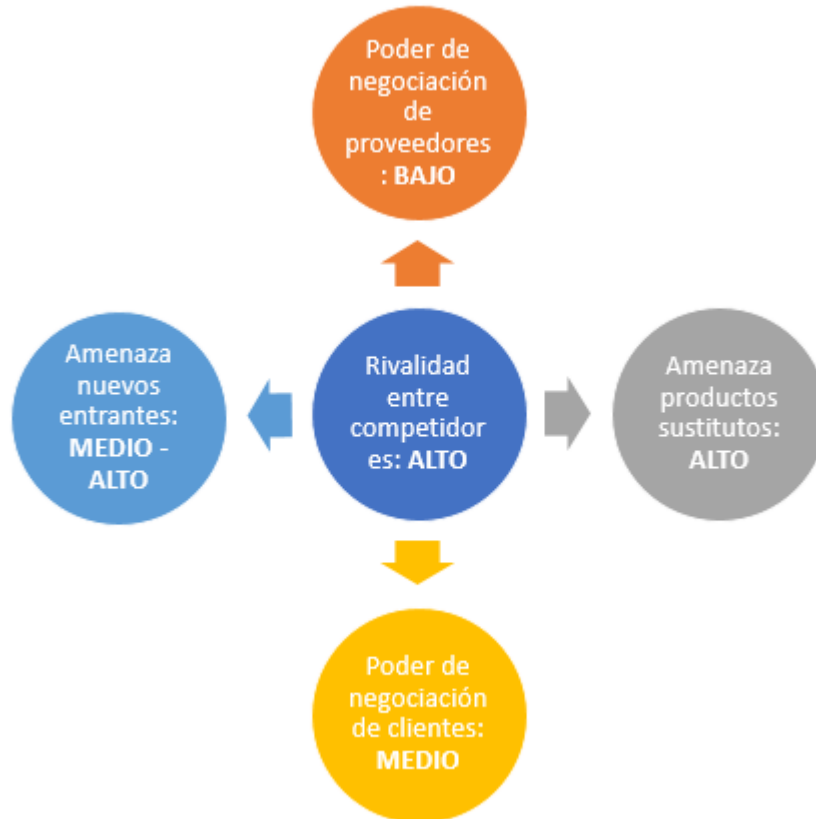 Poder de
negociación
de
proveedores
: BAJO
Amenaza
nuevos
entrantes:
MEDIO -
ALTO
Rivalidad
entre
competidor
es: ALTO
Amenaza
productos
sustitutos:
ALTO
Poder de
negociación
de clientes:
MEDIO